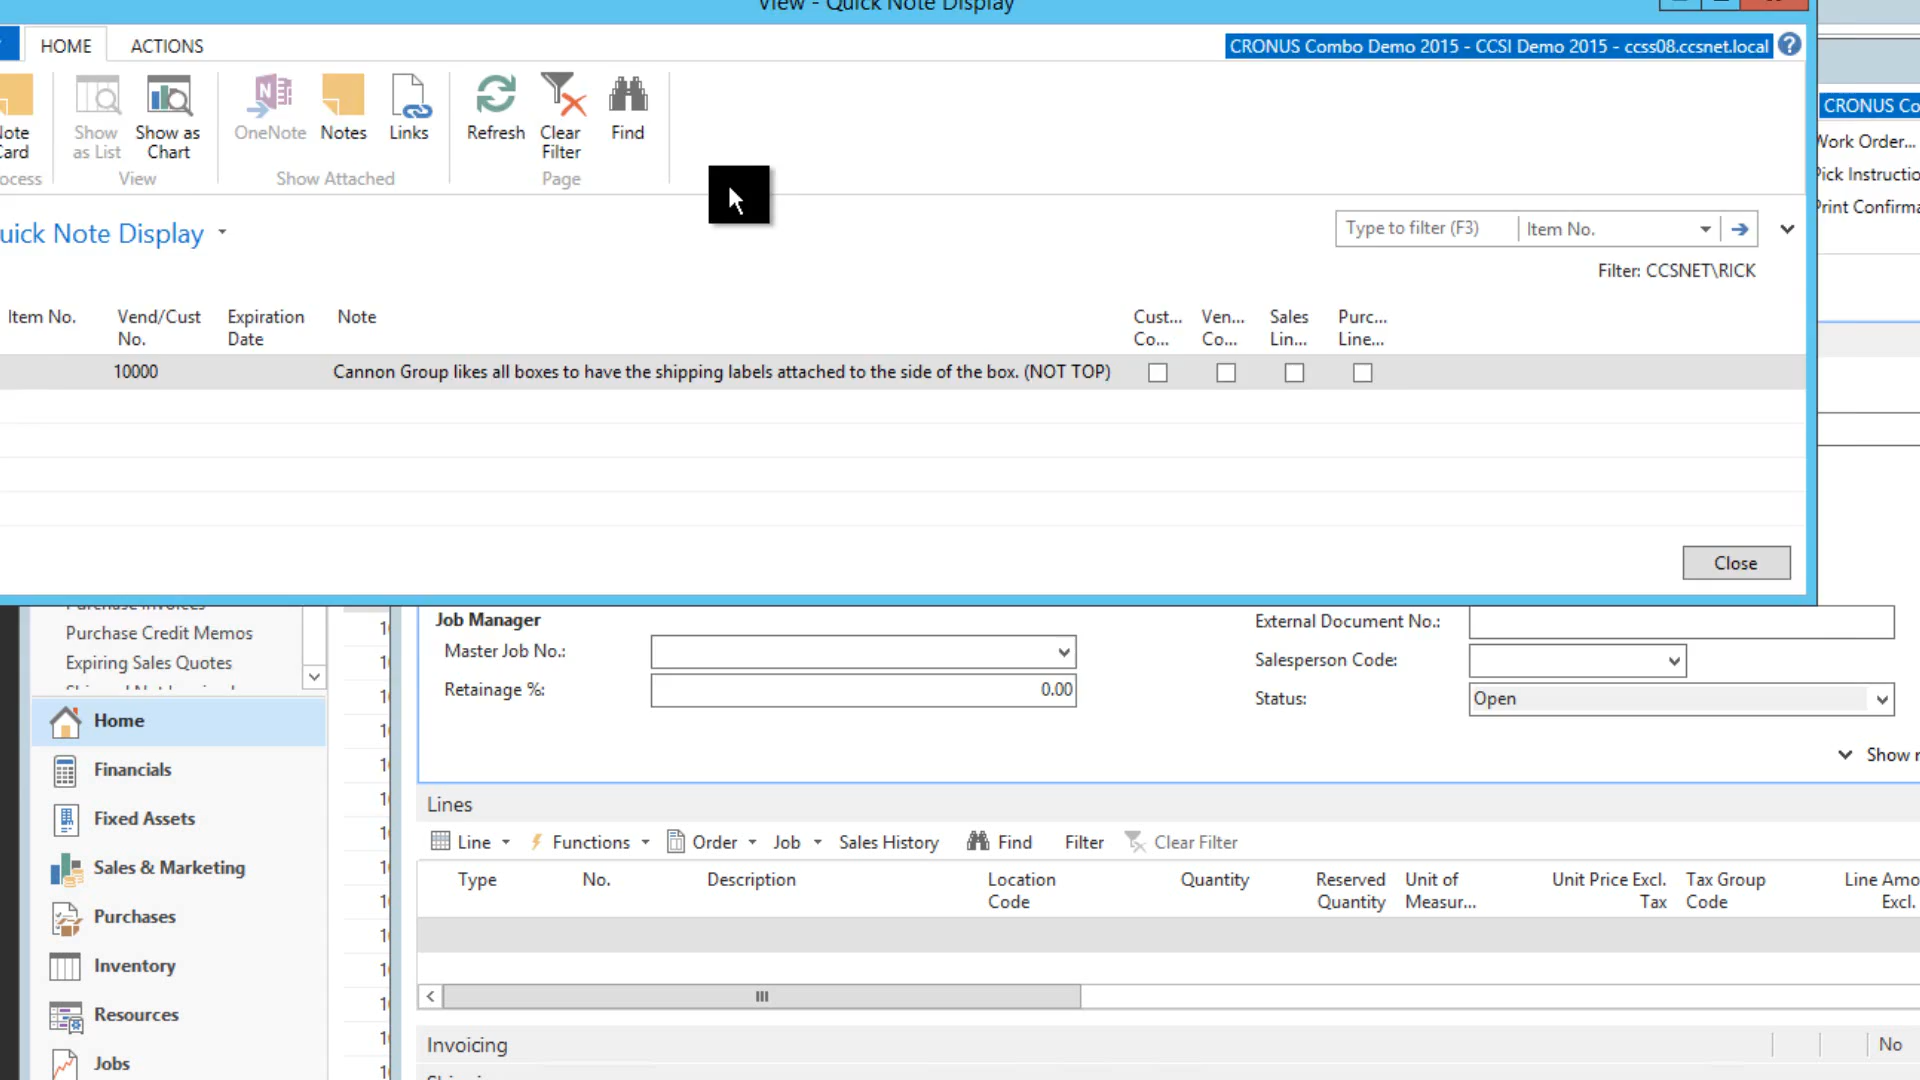 View - Quick Note Display
HOME ACTIONS
CRONUS Combo Demo 2015 - CCSI Demo 2015 - ccss08.ccsnet.local
CRONUS Co
Work Order...
Pick Instructio
Print Confirma
Note Card
Show as List
Show as Chart
OneNote
Notes
Links
Refresh
Clear Filter
Find
ocess
View
Show Attached
Page
uick Note Display
Type to filter (F3) Item No.
Filter: CCSNET\RICK
Item No. Vend/Cust No. Expiration Date Note Cust... Co... Ven... Co... Sales Lin... Purc... Line...
10000 Cannon Group likes all boxes to have the shipping labels attached to the side of the box. (NOT TOP)
Close
Purchase Invoices
Purchase Credit Memos
Expiring Sales Quotes
Home
Financials
Fixed Assets
Sales & Marketing
Purchases
Inventory
Resources
Jobs
Job Manager
Master Job No.:
Retainage %: 0.00
External Document No.:
Salesperson Code:
Status: Open
Show
Lines
Line Functions Order Job Sales History Find Filter Clear Filter
Type No. Description Location Code Quantity Reserved Quantity Unit of Measur... Unit Price Excl. Tax Tax Group Code Line Amo Excl.
Invoicing No